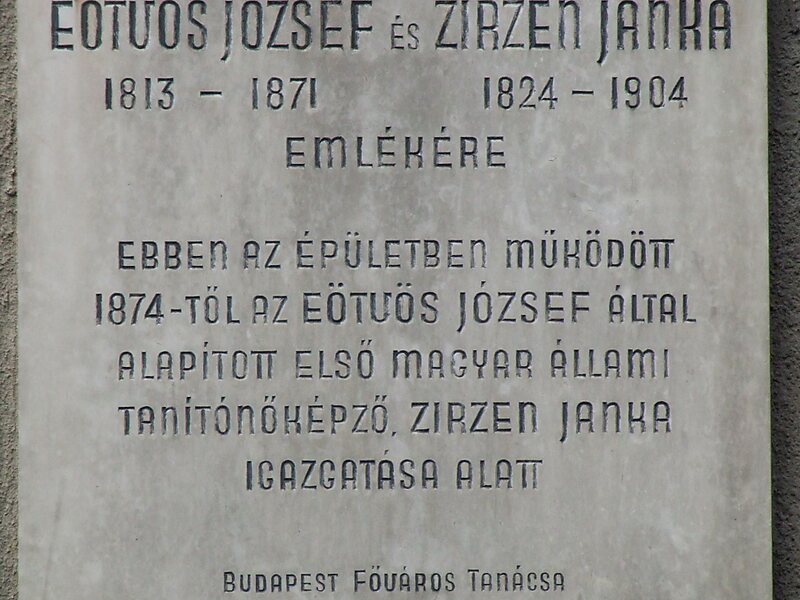 EÖTVÖS JÓZSEF ÉS ZIRZEN JANKA
1813 – 1871 1824 – 1904
EMLÉKÉRE
EBBEN AZ ÉPÜLETBEN MŰKÖDÖTT
1874-TŐL AZ EÖTVÖS JÓZSEF ÁLTAL
ALAPÍTOTT ELSŐ MAGYAR ÁLLAMI
TANÍTÓNŐKÉPZŐ, ZIRZEN JANKA
IGAZGATÁSA ALATT
BUDAPEST FŐVÁROS TANÁCSA